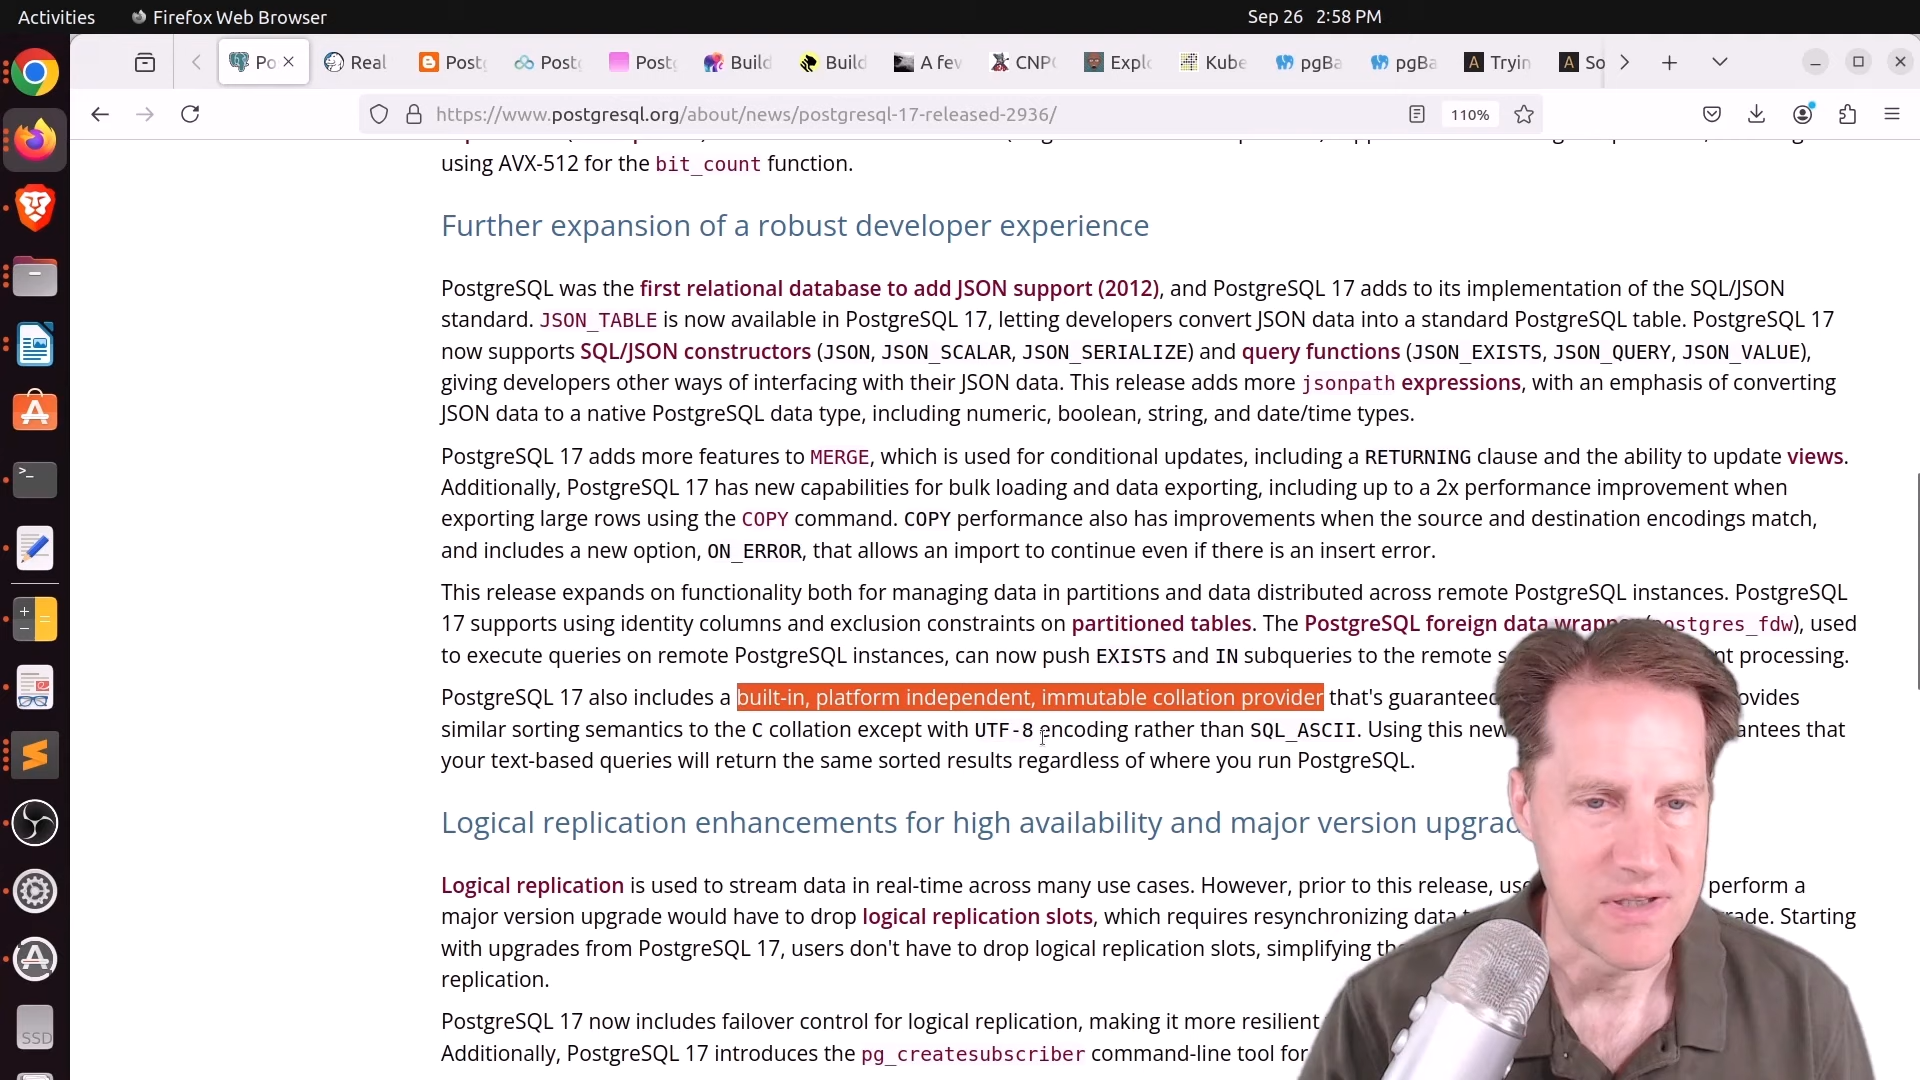 Activities
Firefox Web Browser
Sep 26 2:58 PM
Po
Real
Post
Post
Post
Build
Build
A fev
CNP
Expl
Kube
pgBa
pgBa
Tryin
So
https://www.postgresql.org/about/news/postgresql-17-released-2936/
110%
using AVX-512 for the bit_count function.
Further expansion of a robust developer experience
PostgreSQL was the first relational database to add JSON support (2012), and PostgreSQL 17 adds to its implementation of the SQL/JSON
standard. JSON_TABLE is now available in PostgreSQL 17, letting developers convert JSON data into a standard PostgreSQL table. PostgreSQL 17
now supports SQL/JSON constructors (JSON, JSON_SCALAR, JSON_SERIALIZE) and query functions (JSON_EXISTS, JSON_QUERY, JSON_VALUE),
giving developers other ways of interfacing with their JSON data. This release adds more jsonpath expressions, with an emphasis of converting
JSON data to a native PostgreSQL data type, including numeric, boolean, string, and date/time types.
PostgreSQL 17 adds more features to MERGE, which is used for conditional updates, including a RETURNING clause and the ability to update views.
Additionally, PostgreSQL 17 has new capabilities for bulk loading and data exporting, including up to a 2x performance improvement when
exporting large rows using the COPY command. COPY performance also has improvements when the source and destination encodings match,
and includes a new option, ON_ERROR, that allows an import to continue even if there is an insert error.
This release expands on functionality both for managing data in partitions and data distributed across remote PostgreSQL instances. PostgreSQL
17 supports using identity columns and exclusion constraints on partitioned tables. The PostgreSQL foreign data wrapper (postgres_fdw), used
to execute queries on remote PostgreSQL instances, can now push EXISTS and IN subqueries to the remote processing.
PostgreSQL 17 also includes a built-in, platform independent, immutable collation provider that's guaranteed
similar sorting semantics to the C collation except with UTF-8 encoding rather than SQL_ASCII. Using this new that
your text-based queries will return the same sorted results regardless of where you run PostgreSQL.
Logical replication enhancements for high availability and major version
Logical replication is used to stream data in real-time across many use cases. However, prior to this release, perform a
major version upgrade would have to drop logical replication slots, which requires resynchronizing data Starting
with upgrades from PostgreSQL 17, users don't have to drop logical replication slots, simplifying
replication.
PostgreSQL 17 now includes failover control for logical replication, making it more resilient
Additionally, PostgreSQL 17 introduces the pg_createsubscriber command-line tool for
SSD